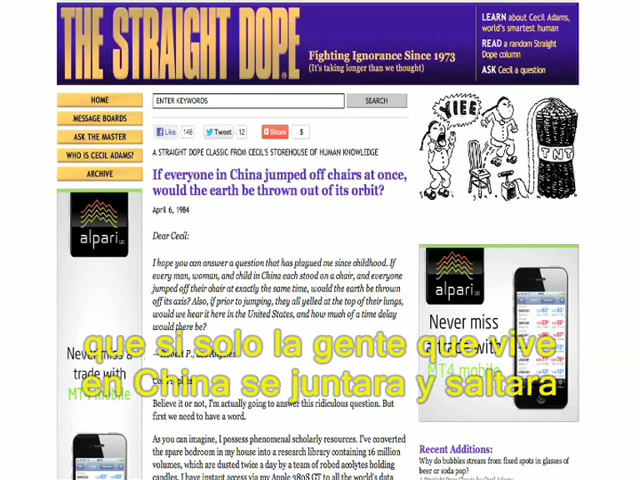 THE STRAIGHT DOPE
Fighting Ignorance Since 1973
(It's taking longer than we thought)
LEARN about Cecil Adams,
world's smartest human
READ a random Straight
Dope column
ASK Cecil a question
HOME
MESSAGE BOARDS
ASK THE MASTER
WHO IS CECIL ADAMS?
ARCHIVE
ENTER KEYWORDS
SEARCH
Like 146
Tweet 12
Share 5
A STRAIGHT DOPE CLASSIC FROM CECIL'S STOREHOUSE OF HUMAN KNOWLEDGE
If everyone in China jumped off chairs at once,
would the earth be thrown out of its orbit?
April 6, 1984
Dear Cecil:
I hope you can answer a question that has plagued me since childhood. If
every man, woman, and child in China each stood on a chair, and everyone
jumped off their chair at exactly the same time, would the earth be thrown
off its axis? Also, if prior to jumping, they all yelled at the top of their lungs,
would we hear it here in the United States, and how much of a time delay
would there be?
que si solo la gente que vive
en China se juntara y saltara
Believe it or not, I'm actually going to answer this ridiculous question. But
first we need to have a word.
As you can imagine, I possess phenomenal scholarly resources. I've converted
the spare bedroom in my house into a research library containing 16 million
volumes, which are dusted twice a day by a team of robed acolytes holding
candles. I have instant access via my Apple 380S GT to all the world's data
YIEE
TNT
alpari
Never miss a
trade with
MT4 mobile
alpari
Never miss
a trade with
MT4 mobile
Recent Additions:
Why do bubbles stream from fixed spots in glasses of
beer or soda pop?